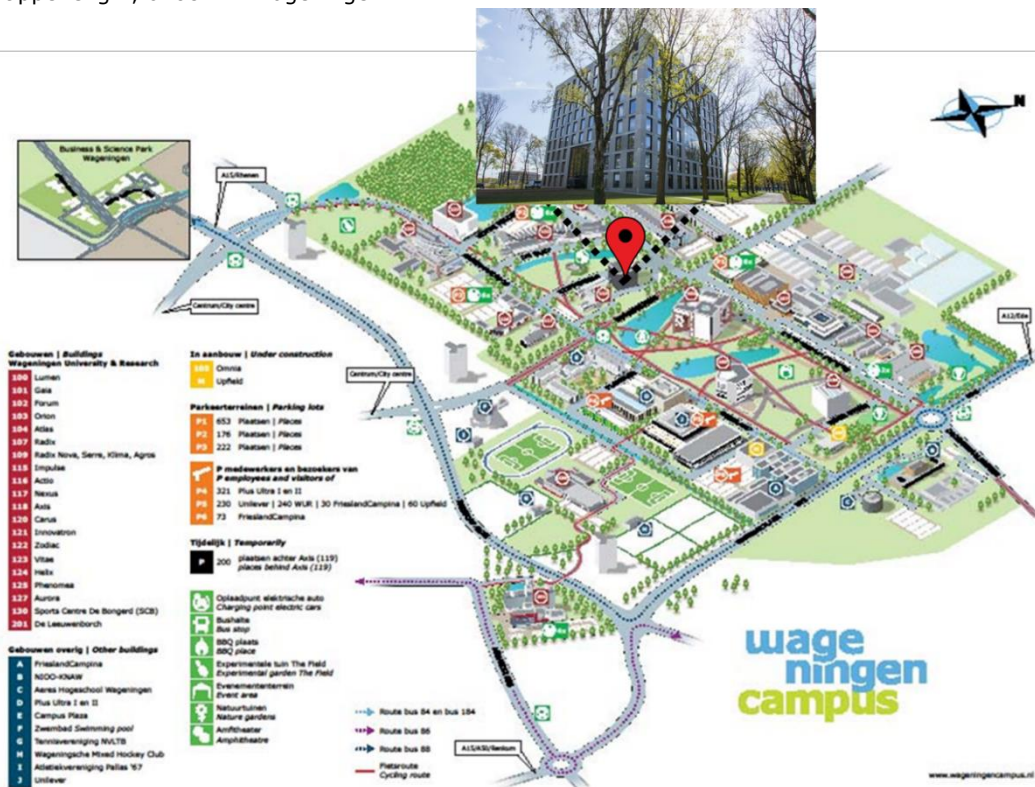 Business & Science Park
Wageningen
N
A15/Rhenen
Centrum/City centre
Centrum/City centre
A12/Ede
Gebouwen | Buildings
Wageningen University & Research
100 Lumen
101 Gaia
102 Forum
103 Orion
104 Atlas
107 Radix
109 Radix Nova, Serre, Klima, Agros
115 Impulse
116 Actio
117 Nexus
118 Axis
120 Carus
121 Innovatron
122 Zodiac
123 Vitae
124 Helix
125 Phenomea
127 Aurora
130 Sports Centre De Bongerd (SCB)
201 De Leeuwenborch
Gebouwen overig | Other buildings
A FrieslandCampina
B NIOO-KNAW
C Aeres Hogeschool Wageningen
D Plus Ultra I en II
E Campus Plaza
F Zwembad Swimming pool
G Tennisvereniging NVLTB
H Wageningsche Mixed Hockey Club
I Atletiekvereniging Pallas '67
J Unilever
In aanbouw | Under construction
Omnia
Upfield
Parkeerterreinen | Parking lots
P1 653 Plaatsen | Places
P2 176 Plaatsen | Places
P3 222 Plaatsen | Places
P medewerkers en bezoekers van
P employees and visitors of
P4 321 Plus Ultra I en II
P5 230 Unilever | 240 WUR | 30 FrieslandCampina | 60 Upfield
P6 73 FrieslandCampina
Tijdelijk | Temporarily
P 200 plaatsen achter Axis (119)
places behind Axis (119)
Oplaadpunt elektrische auto
Charging point electric cars
Bushalte
Bus stop
BBQ plaats
BBQ place
Experimentele tuin The Field
Experimental garden The Field
Evenemententerrein
Event area
Natuurtuinen
Nature gardens
Amfitheater
Amphitheatre
Route bus 84 en bus 184
Route bus 86
Route bus 88
Fietsroute
Cycling route
wage
ningen
campus
www.wageningencampus.nl